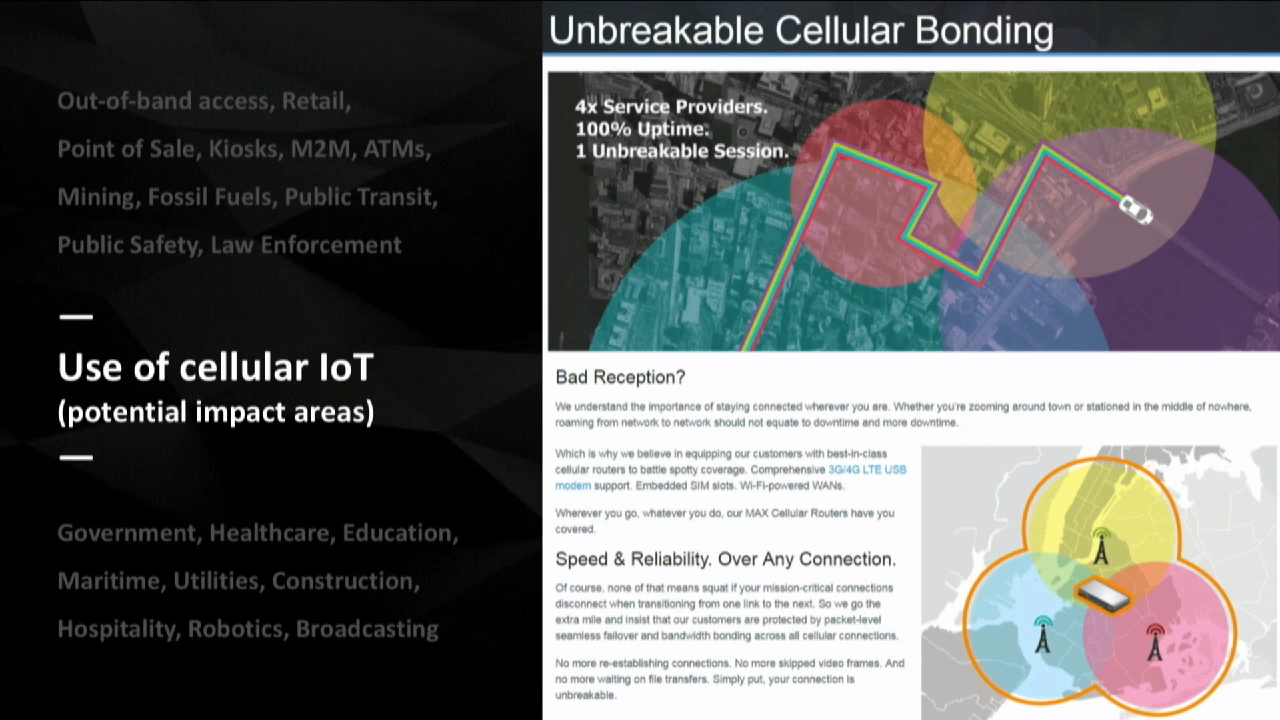 Out-of-band access, Retail,
Point of Sale, Kiosks, M2M, ATMs,
Mining, Fossil Fuels, Public Transit,
Public Safety, Law Enforcement
Use of cellular IoT
(potential impact areas)
Government, Healthcare, Education,
Maritime, Utilities, Construction,
Hospitality, Robotics, Broadcasting
Unbreakable Cellular Bonding
4x Service Providers.
100% Uptime.
1 Unbreakable Session.
Bad Reception?
We understand the importance of staying connected wherever you are. Whether you're zooming around town or stationed in the middle of nowhere,
roaming from network to network should not equate to downtime and more downtime.
Which is why we believe in equipping our customers with best-in-class
cellular routers to battle spotty coverage. Comprehensive 3G/4G LTE USB
modem support. Embedded SIM slots. Wi-Fi-powered WANs.
Wherever you go, whatever you do, our MAX Cellular Routers have you
covered.
Speed & Reliability. Over Any Connection.
Of course, none of that means squat if your mission-critical connections
disconnect when transitioning from one link to the next. So we go the
extra mile and insist that our customers are protected by packet-level
seamless failover and bandwidth bonding across all cellular connections.
No more re-establishing connections. No more skipped video frames. And
no more waiting on file transfers. Simply put, your connection is
unbreakable.